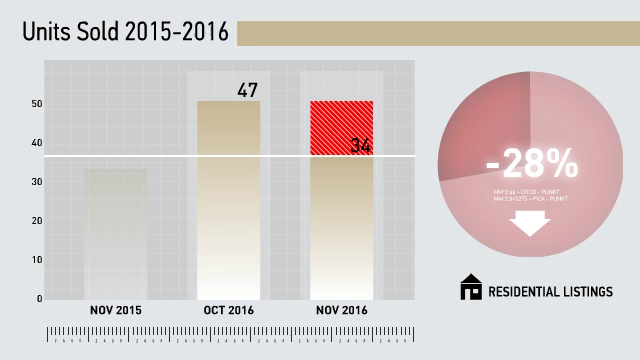 Units Sold 2015-2016
50
40
30
20
10
0
47
34
NOV 2015
OCT 2016
NOV 2016
-28%
RESIDENTIAL LISTINGS